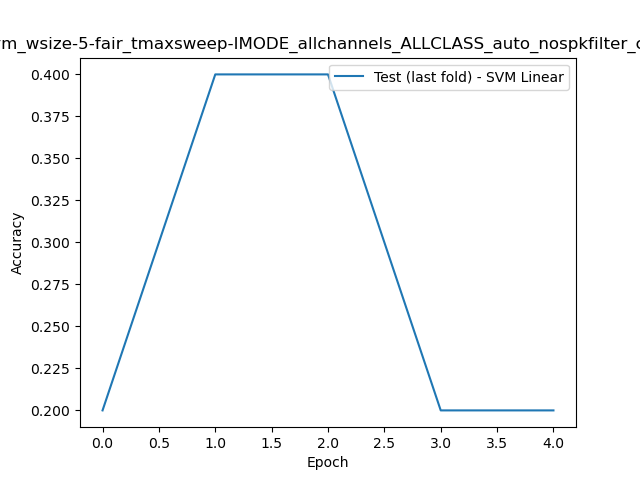 rm_wsize-5-fair_tmaxsweep-IMODE_allchannels_ALLCLASS_auto_nospkfilter_c
Test (last fold) - SVM Linear
0.400
0.375
0.350
0.325
0.300
0.275
0.250
0.225
0.200
Accuracy
0.0 0.5 1.0 1.5 2.0 2.5 3.0 3.5 4.0
Epoch